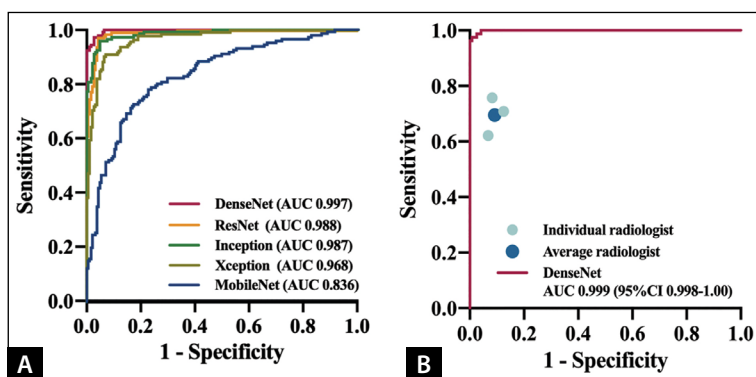 Sensitivity
1.0
0.8
0.6
0.4
0.2
0.0
DenseNet (AUC 0.997)
ResNet (AUC 0.988)
Inception (AUC 0.987)
Xception (AUC 0.968)
MobileNet (AUC 0.836)
0.0 0.2 0.4 0.6 0.8 1.0
1 - Specificity
A
Sensitivity
1.0
0.8
0.6
0.4
0.2
0.0
Individual radiologist
Average radiologist
DenseNet
AUC 0.999 (95%CI 0.998-1.00)
0.0 0.2 0.4 0.6 0.8 1.0
1 - Specificity
B